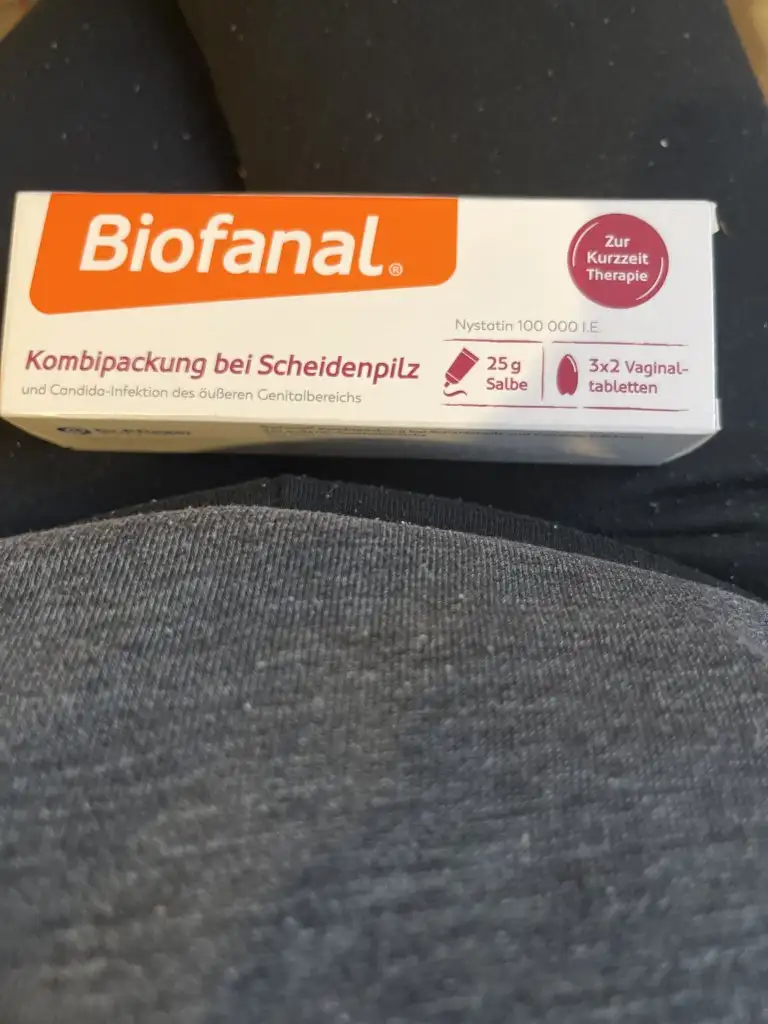 Biofanal®
Zur
Kurzzeit
Therapie
Nystatin 100 000 I.E.
Kombipackung bei Scheidenpilz
und Candida-Infektion des äußeren Genitalbereichs
25 g
Salbe
3x2 Vaginal-
tabletten